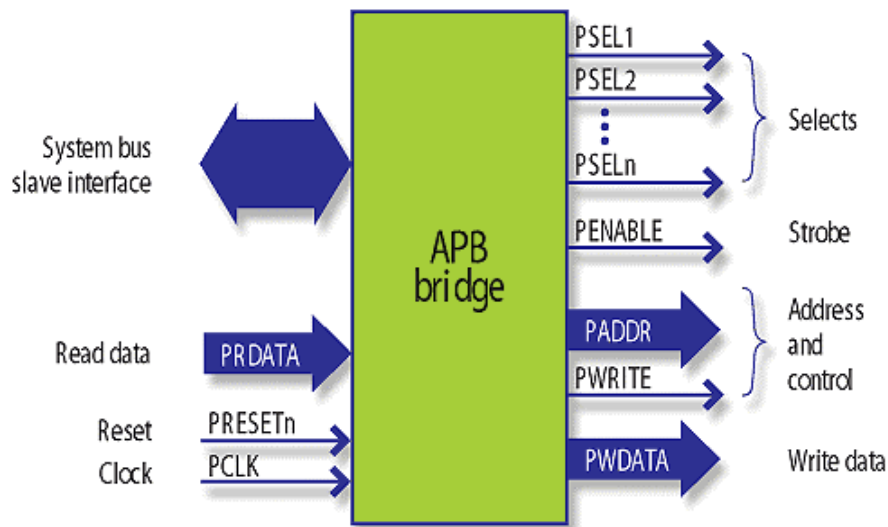 System bus
slave interface
Read data
PRDATA
Reset
PRESETn
Clock
PCLK
APB
bridge
PSEL1
PSEL2
PSELn
Selects
PENABLE
Strobe
PADDR
PWRITE
Address
and
control
PWDATA
Write data